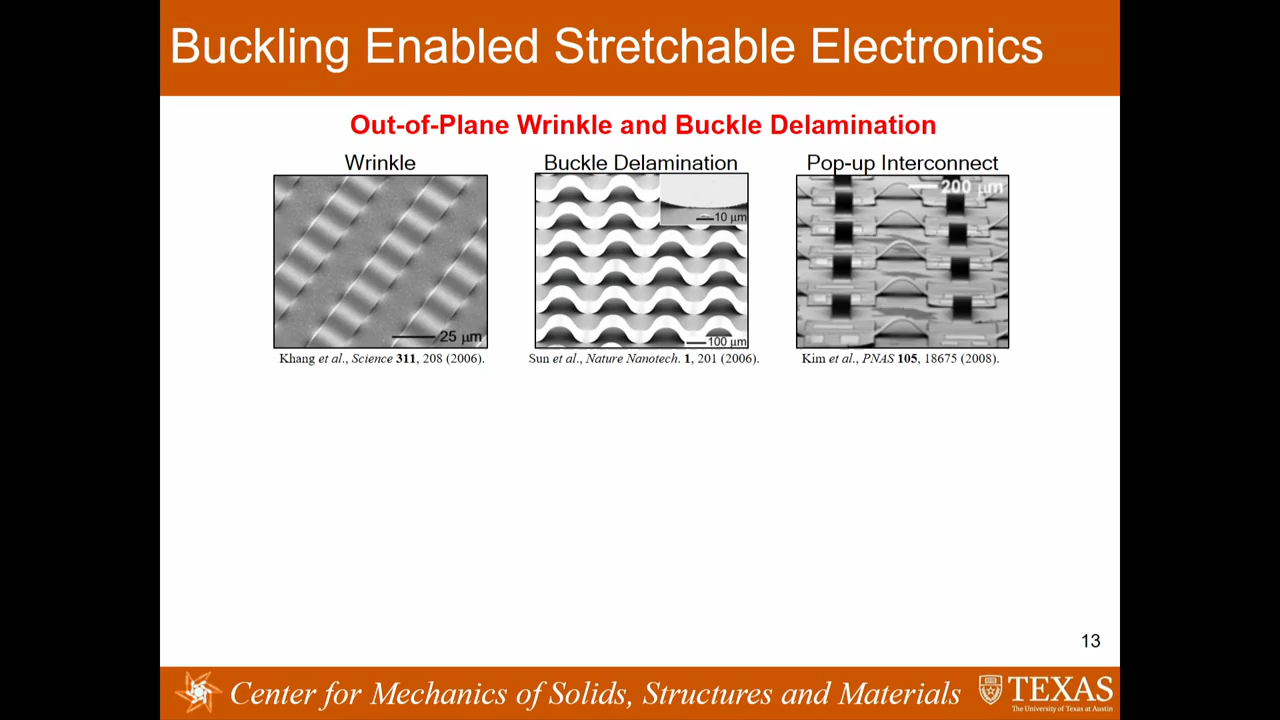 Buckling Enabled Stretchable Electronics
Out-of-Plane Wrinkle and Buckle Delamination
Wrinkle
Buckle Delamination
Pop-up Interconnect
25 µm
10 µm
100 µm
200 µm
Khang et al., Science 311, 208 (2006).
Sun et al., Nature Nanotech. 1, 201 (2006).
Kim et al., PNAS 105, 18675 (2008).
13
Center for Mechanics of Solids, Structures and Materials
TEXAS
The University of Texas at Austin